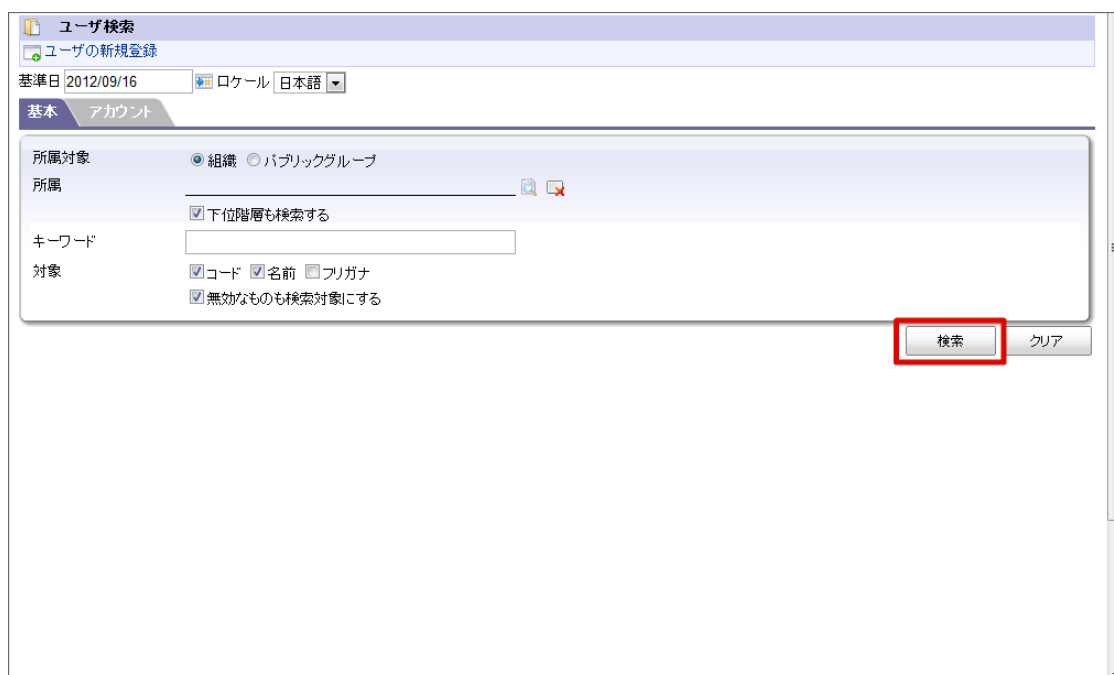 ユーザ検索
ユーザの新規登録
基準日 2012/09/16 ロケール 日本語
基本 アカウント
所属対象 組織 パブリックグループ
所属
下位階層も検索する
キーワード
対象 コード 名前 フリガナ
無効なものも検索対象にする
検索 クリア